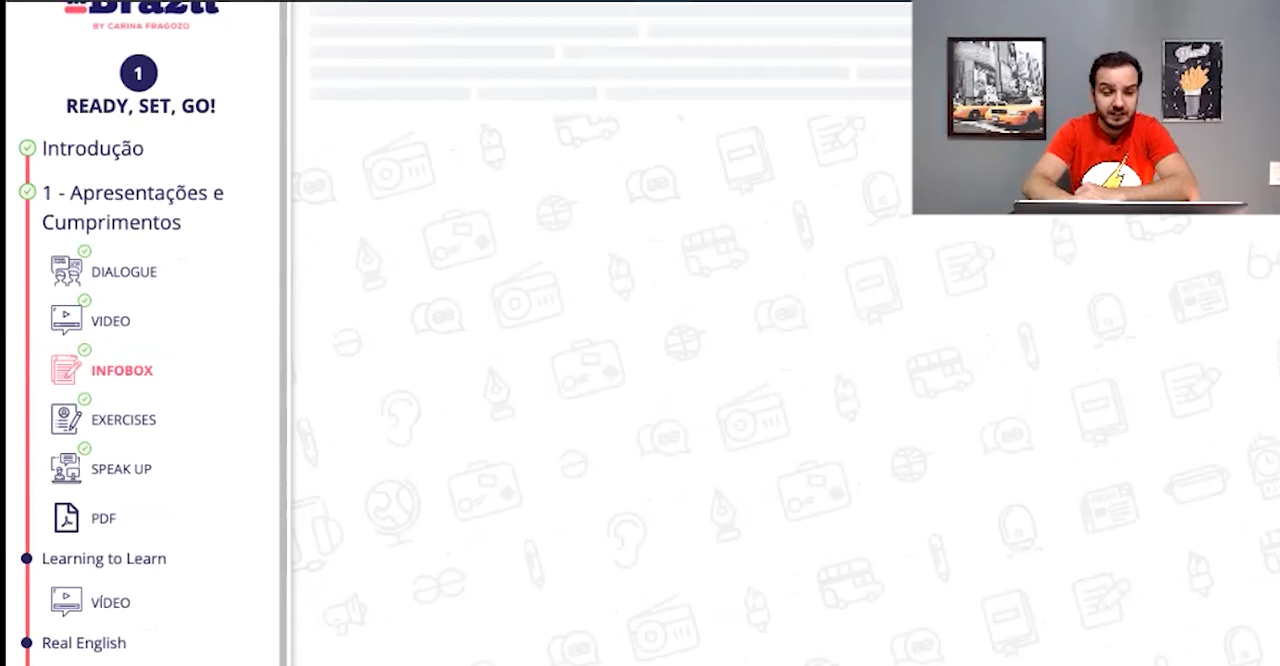 Brazil
BY CARINA FRAGOZO
1
READY, SET, GO!
Introdução
1 - Apresentações e
Cumprimentos
DIALOGUE
VIDEO
INFOBOX
EXERCISES
SPEAK UP
PDF
Learning to Learn
VÍDEO
Real English